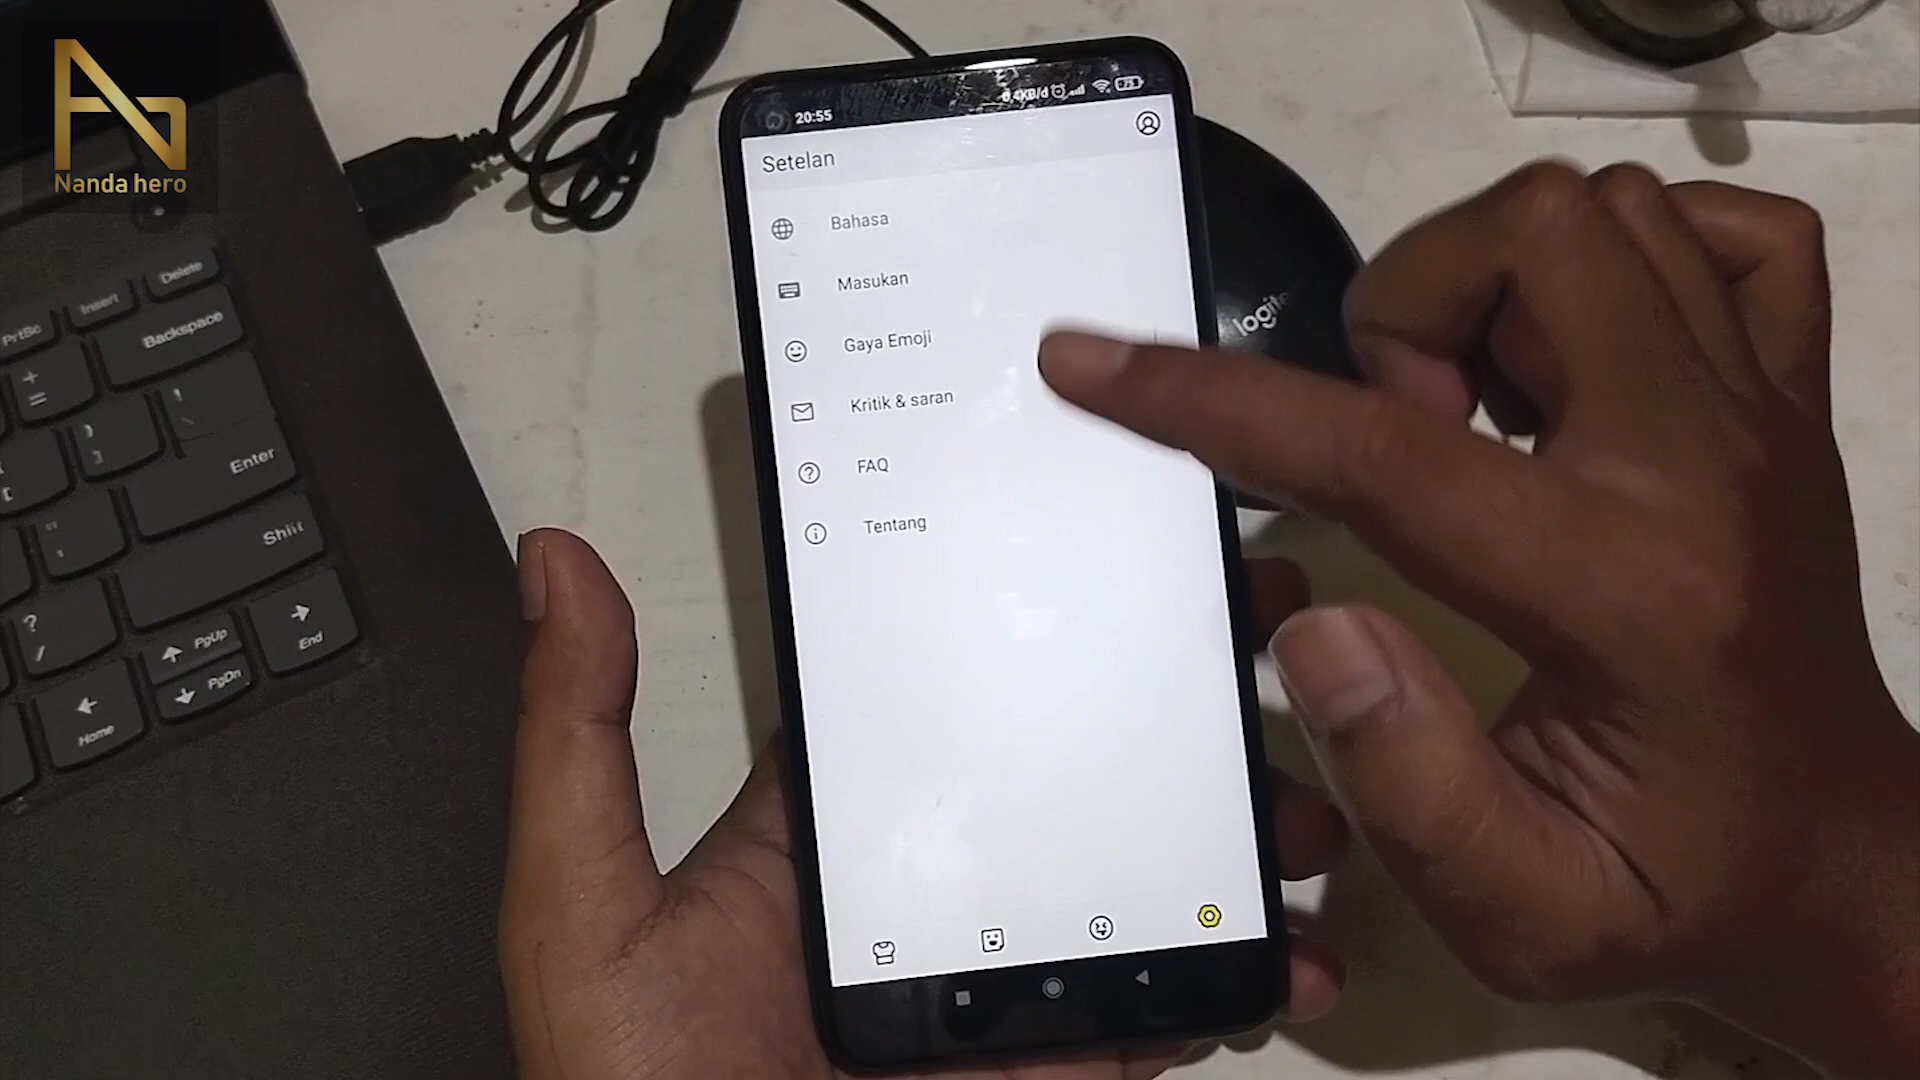 Nanda hero
20:55
Setelan
Bahasa
Masukan
Gaya Emoji
Kritik & saran
FAQ
Tentang
logite
PrtSc
Insert
Delete
Backspace
Enter
Shift
PgUp
End
PgDn
Home